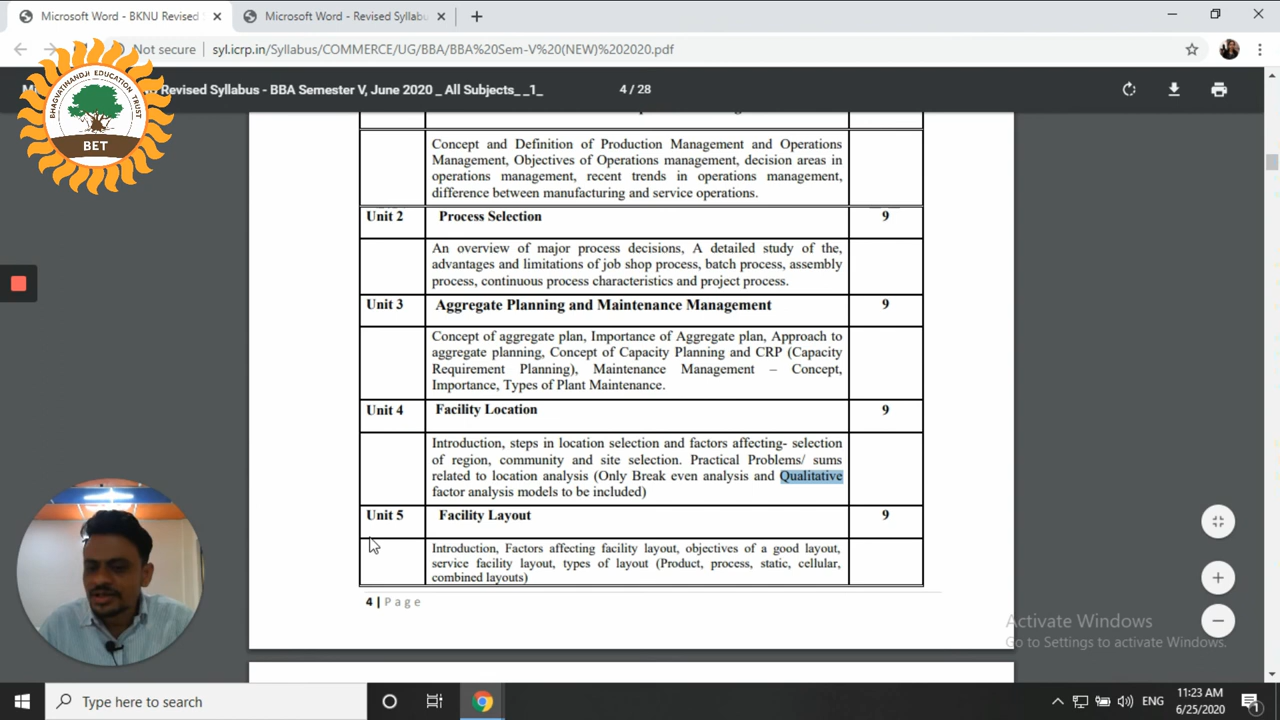 Microsoft Word - BKNU Revised S
Microsoft Word - Revised Syllabu
Not secure
syl.icrp.in/Syllabus/COMMERCE/UG/BBA/BBA%20Sem-V%20(NEW)%202020.pdf
Revised Syllabus - BBA Semester V, June 2020 _ All Subjects_ _1_
4 / 28
BHAGVATINANDJI EDUCATION TRUST
BET
Concept and Definition of Production Management and Operations
Management, Objectives of Operations management, decision areas in
operations management, recent trends in operations management,
difference between manufacturing and service operations.
Unit 2 Process Selection 9
An overview of major process decisions, A detailed study of the,
advantages and limitations of job shop process, batch process, assembly
process, continuous process characteristics and project process.
Unit 3 Aggregate Planning and Maintenance Management 9
Concept of aggregate plan, Importance of Aggregate plan, Approach to
aggregate planning, Concept of Capacity Planning and CRP (Capacity
Requirement Planning), Maintenance Management – Concept,
Importance, Types of Plant Maintenance.
Unit 4 Facility Location 9
Introduction, steps in location selection and factors affecting- selection
of region, community and site selection. Practical Problems/ sums
related to location analysis (Only Break even analysis and Qualitative
factor analysis models to be included)
Unit 5 Facility Layout 9
Introduction, Factors affecting facility layout, objectives of a good layout,
service facility layout, types of layout (Product, process, static, cellular,
combined layouts)
4 | Page
Activate Windows
Go to Settings to activate Windows.
Type here to search
ENG
11:23 AM
6/25/2020
1